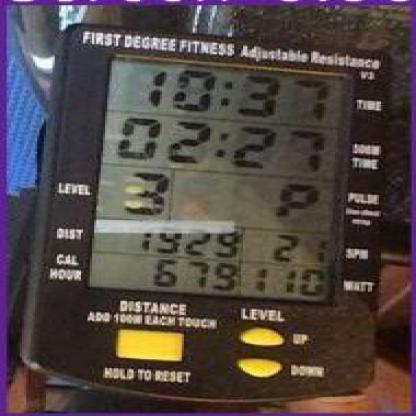 FIRST DEGREE FITNESS Adjustable Resistance
V3
10:37 TIME
02:27 500M TIME
LEVEL 3 P PULSE
DIST 1929 21 SPM
CAL HOUR 679 110 WATT
DISTANCE
ADD 100M EACH TOUCH
LEVEL
UP
DOWN
HOLD TO RESET